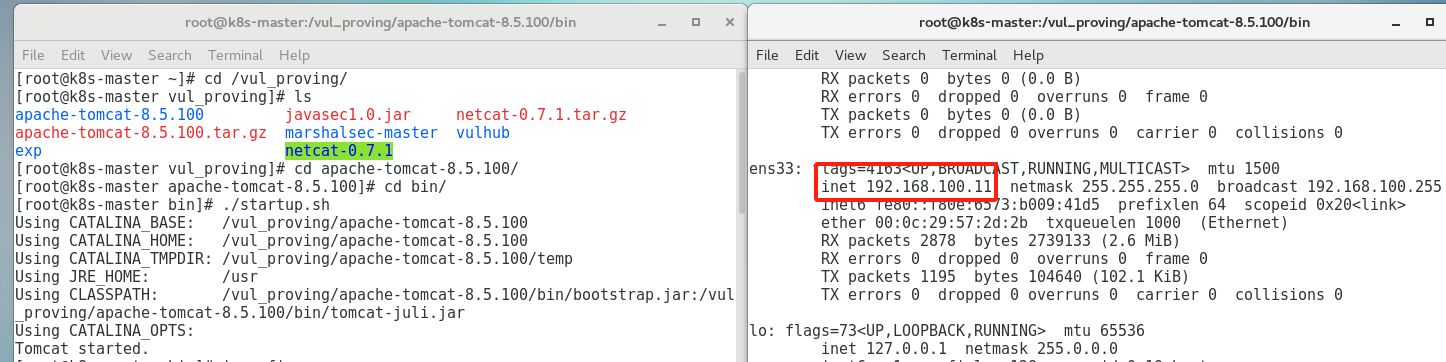 root@k8s-master:/vul_proving/apache-tomcat-8.5.100/bin
File Edit View Search Terminal Help
[root@k8s-master ~]# cd /vul_proving/
[root@k8s-master vul_proving]# ls
apache-tomcat-8.5.100 javasec1.0.jar netcat-0.7.1.tar.gz
apache-tomcat-8.5.100.tar.gz marshalsec-master vulhub
exp netcat-0.7.1
[root@k8s-master vul_proving]# cd apache-tomcat-8.5.100/
[root@k8s-master apache-tomcat-8.5.100]# cd bin/
[root@k8s-master bin]# ./startup.sh
Using CATALINA_BASE: /vul_proving/apache-tomcat-8.5.100
Using CATALINA_HOME: /vul_proving/apache-tomcat-8.5.100
Using CATALINA_TMPDIR: /vul_proving/apache-tomcat-8.5.100/temp
Using JRE_HOME: /usr
Using CLASSPATH: /vul_proving/apache-tomcat-8.5.100/bin/bootstrap.jar:/vul
_proving/apache-tomcat-8.5.100/bin/tomcat-juli.jar
Using CATALINA_OPTS:
Tomcat started.
root@k8s-master:/vul_proving/apache-tomcat-8.5.100/bin
File Edit View Search Terminal Help
RX packets 0 bytes 0 (0.0 B)
RX errors 0 dropped 0 overruns 0 frame 0
TX packets 0 bytes 0 (0.0 B)
TX errors 0 dropped 0 overruns 0 carrier 0 collisions 0
ens33: flags=4163<UP,BROADCAST,RUNNING,MULTICAST> mtu 1500
inet 192.168.100.11 netmask 255.255.255.0 broadcast 192.168.100.255
inet6 fe80::f80e:6573:b009:41d5 prefixlen 64 scopeid 0x20<link>
ether 00:0c:29:57:2d:2b txqueuelen 1000 (Ethernet)
RX packets 2878 bytes 2739133 (2.6 MiB)
RX errors 0 dropped 0 overruns 0 frame 0
TX packets 1195 bytes 104640 (102.1 KiB)
TX errors 0 dropped 0 overruns 0 carrier 0 collisions 0
lo: flags=73<UP,LOOPBACK,RUNNING> mtu 65536
inet 127.0.0.1 netmask 255.0.0.0